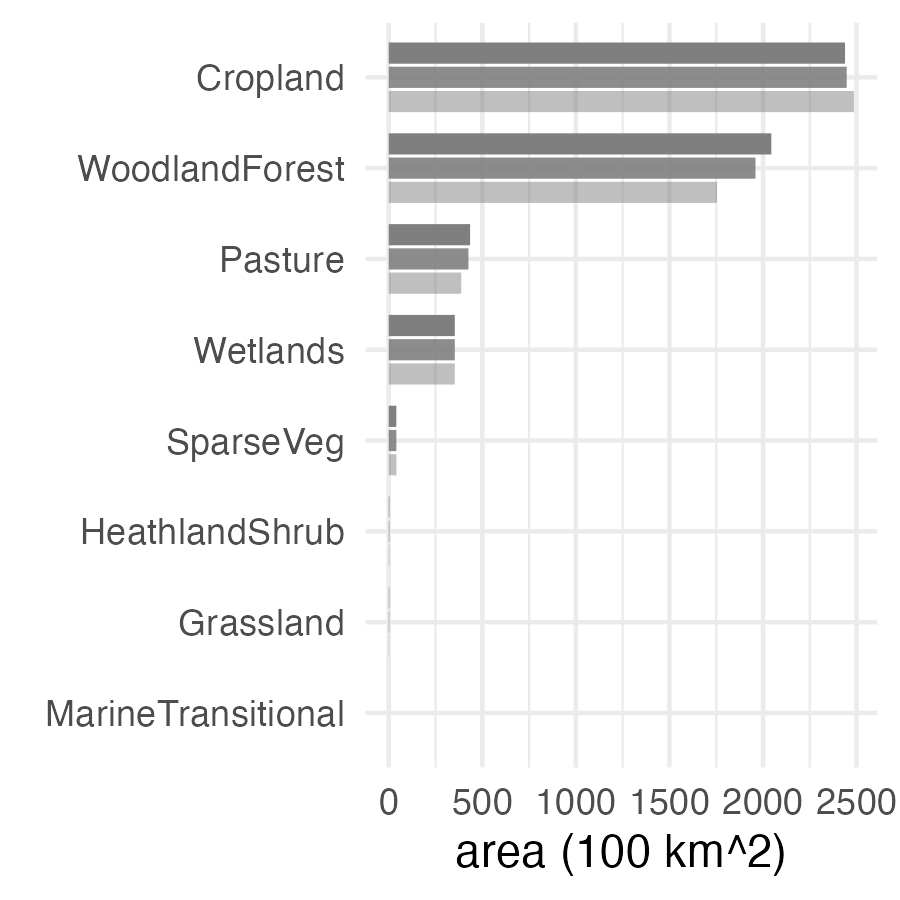 Cropland
WoodlandForest
Pasture
Wetlands
SparseVeg
HeathlandShrub
Grassland
MarineTransitional
0 500 1000 1500 2000 2500
area (100 km^2)